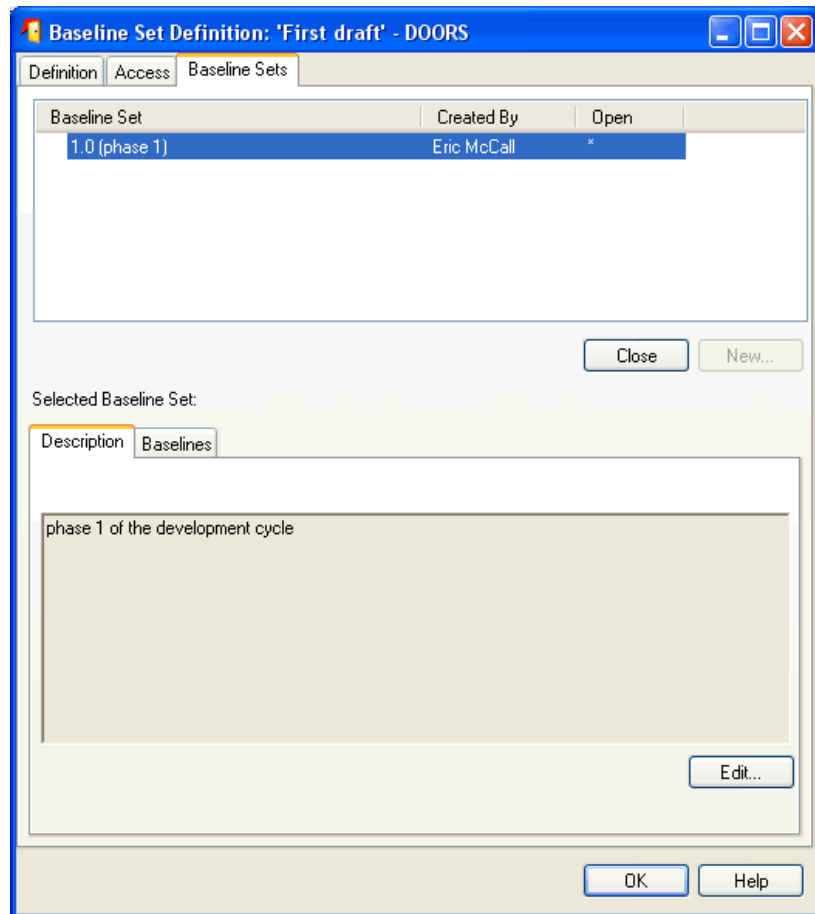 Baseline Set Definition: 'First draft' - DOORS
Definition Access Baseline Sets
Baseline Set Created By Open
1.0 (phase 1) Eric McCall *
Close New...
Selected Baseline Set:
Description Baselines
phase 1 of the development cycle
Edit...
OK Help